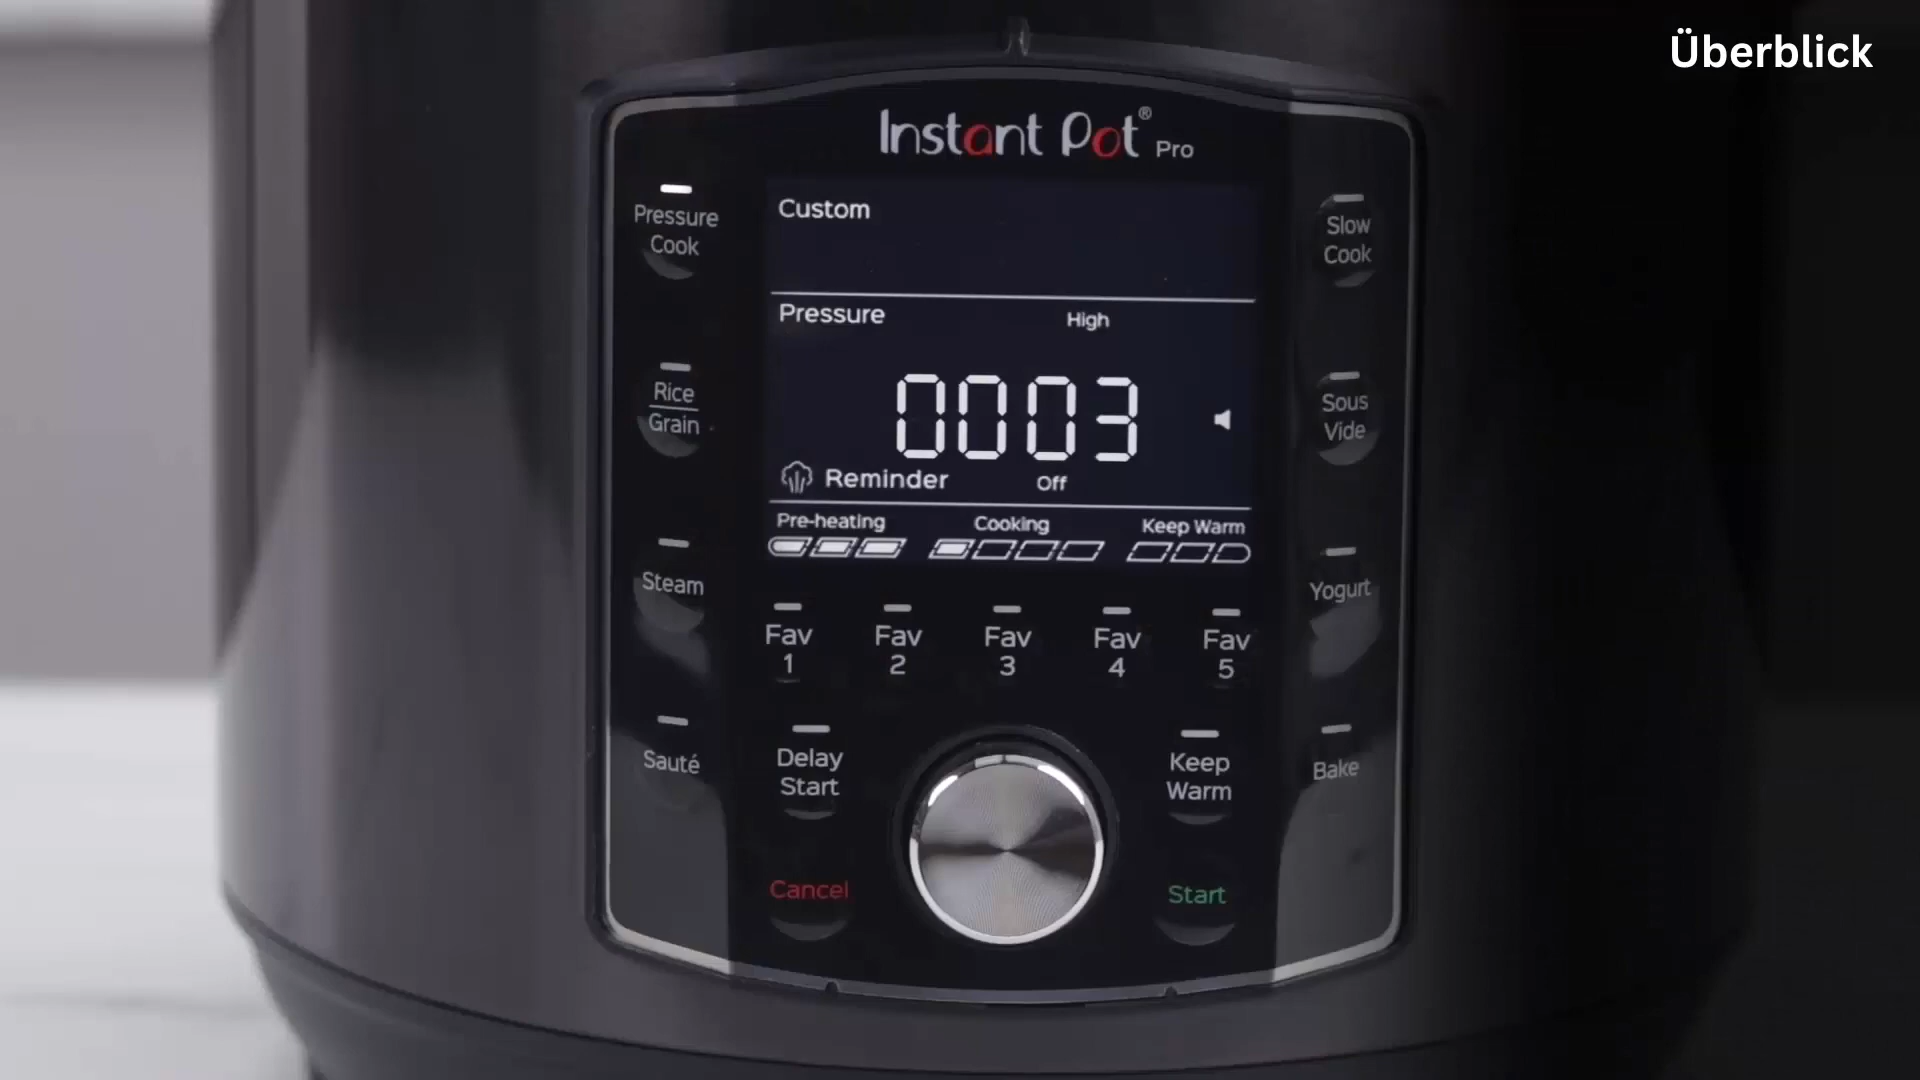 Überblick
Instant Pot® Pro
Pressure
Cook
Custom
Slow
Cook
Pressure High
0003
Rice
Grain
Sous
Vide
Reminder Off
Pre-heating Cooking Keep Warm
Steam
Yogurt
Fav
1
Fav
2
Fav
3
Fav
4
Fav
5
Sauté
Delay
Start
Keep
Warm
Bake
Cancel
Start